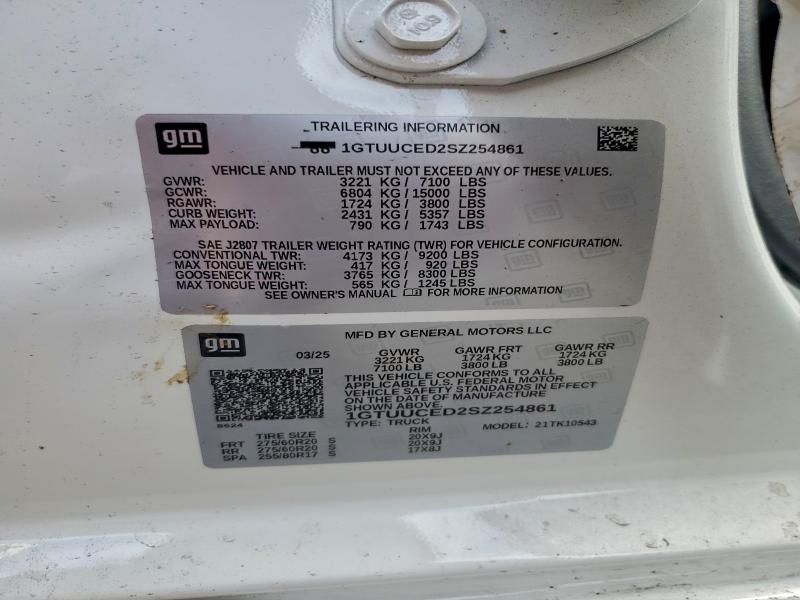 gm
TRAILERING INFORMATION
1GTUUCED2SZ254861
VEHICLE AND TRAILER MUST NOT EXCEED ANY OF THESE VALUES.
GVWR: 3221 KG / 7100 LBS
GCWR: 6804 KG / 15000 LBS
RGAWR: 1724 KG / 3800 LBS
CURB WEIGHT: 2431 KG / 5357 LBS
MAX PAYLOAD: 790 KG / 1743 LBS
SAE J2807 TRAILER WEIGHT RATING (TWR) FOR VEHICLE CONFIGURATION.
CONVENTIONAL TWR: 4173 KG / 9200 LBS
MAX TONGUE WEIGHT: 417 KG / 920 LBS
GOOSENECK TWR: 3765 KG / 8300 LBS
MAX TONGUE WEIGHT: 565 KG / 1245 LBS
SEE OWNER'S MANUAL FOR MORE INFORMATION
gm
MFD BY GENERAL MOTORS LLC
03/25 GVWR GAWR FRT GAWR RR
3221 KG 1724 KG 1724 KG
7100 LB 3800 LB 3800 LB
THIS VEHICLE CONFORMS TO ALL
APPLICABLE U.S. FEDERAL MOTOR
VEHICLE SAFETY STANDARDS IN EFFECT
ON THE DATE OF MANUFACTURE
SHOWN ABOVE.
1GTUUCED2SZ254861
TYPE: TRUCK MODEL: 21TK10543
TIRE SIZE RIM
FRT 275/60R20 S 20X9J
RR 275/60R20 S 20X9J
SPA 255/80R17 S 17X8J